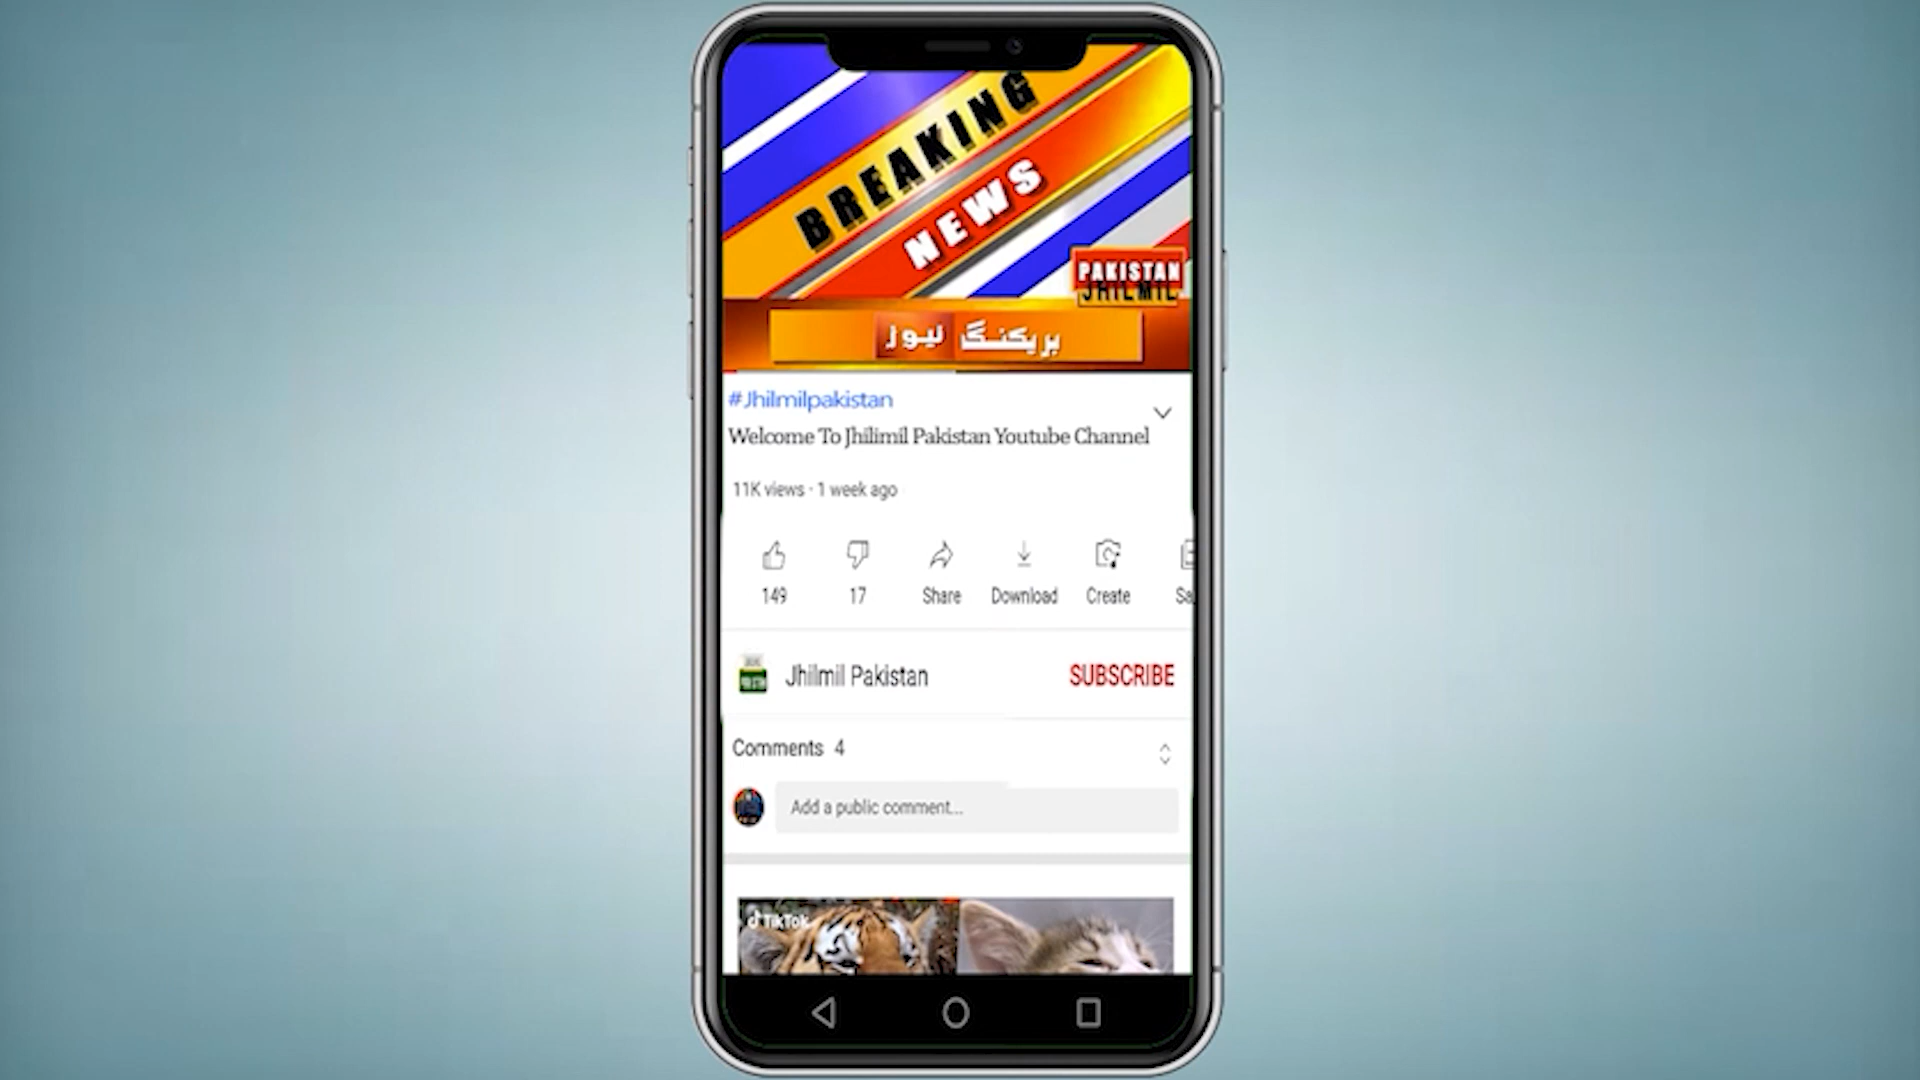 BREAKING
NEWS
PAKISTAN
JHILMIL
بریکنگ نیوز
#Jhilmilpakistan
Welcome To Jhilimil Pakistan Youtube Channel
11K views · 1 week ago
149
17
Share
Download
Create
Sa
Jhilmil Pakistan
SUBSCRIBE
Comments 4
Add a public comment...
TikTok